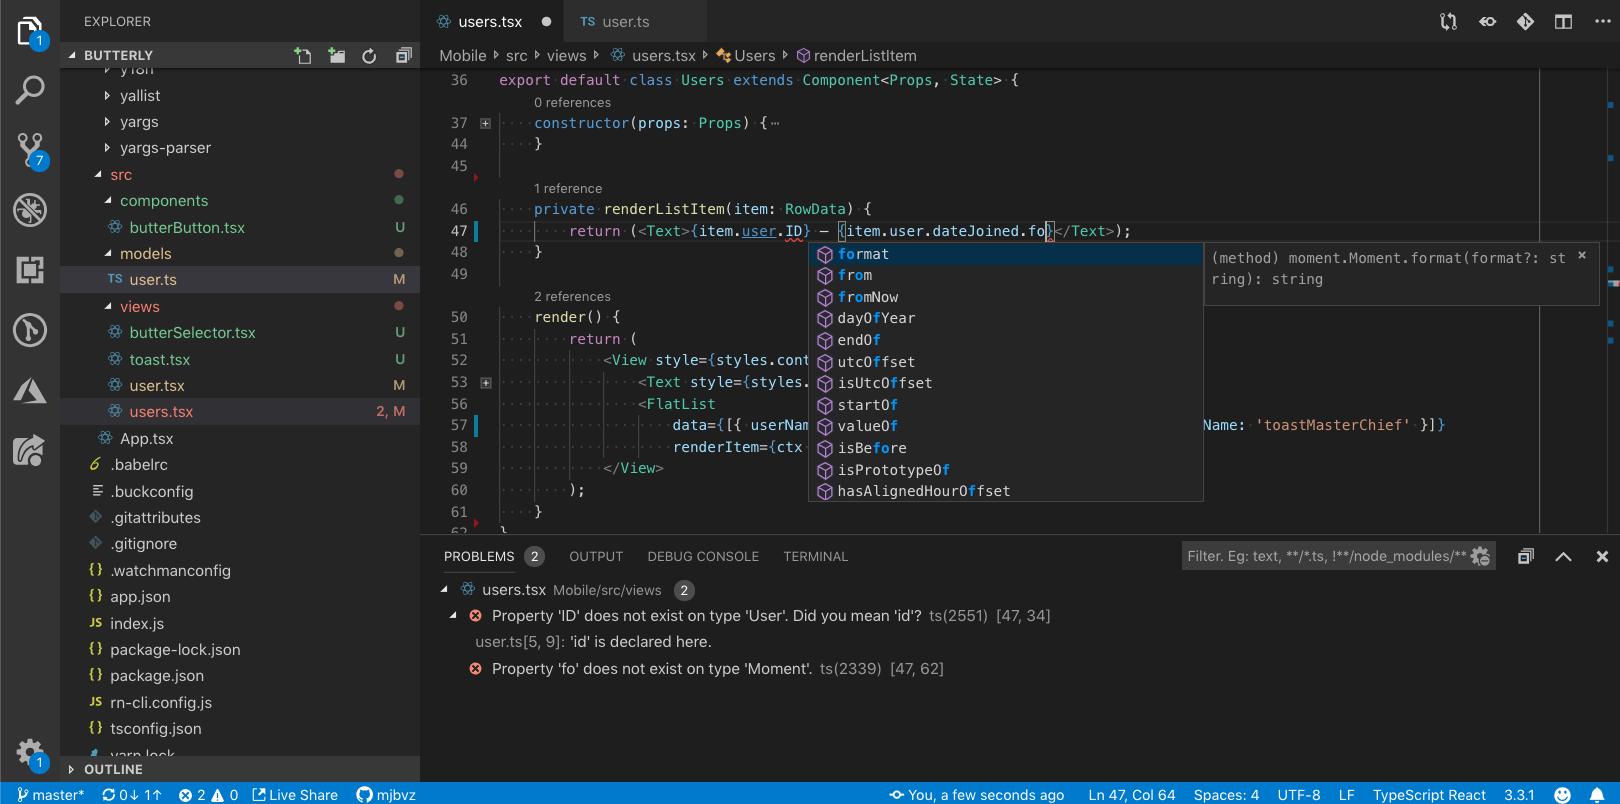 EXPLORER
users.tsx
TS user.ts
1
BUTTERLY
Mobile src views users.tsx Users renderListItem
y18n
yallist
yargs
yargs-parser
src
components
butterButton.tsx U
models
TS user.ts M
views
butterSelector.tsx U
toast.tsx U
user.tsx M
users.tsx 2, M
App.tsx
.babelrc
.buckconfig
.gitattributes
.gitignore
{} .watchmanconfig
{} app.json
JS index.js
{} package-lock.json
{} package.json
JS rn-cli.config.js
{} tsconfig.json
yarn.lock
OUTLINE
7
1
36 export default class Users extends Component<Props, State> {
0 references
37 constructor(props: Props) {⋯
44 }
45
1 reference
46 private renderListItem(item: RowData) {
47 return (<Text>{item.user.ID} – {item.user.dateJoined.fo}</Text>);
48 }
49
2 references
50 render() {
51 return (
52 <View style={styles.cont
53 <Text style={styles.
56 <FlatList
57 data={[{ userNam Name: 'toastMasterChief' }]}
58 renderItem={ctx
59 </View>
60 );
61 }
62 }
format
from
fromNow
dayOfYear
endOf
utcOffset
isUtcOffset
startOf
valueOf
isBefore
isPrototypeOf
hasAlignedHourOffset
(method) moment.Moment.format(format?: st
ring): string
PROBLEMS 2 OUTPUT DEBUG CONSOLE TERMINAL
Filter. Eg: text, **/*.ts, !**/node_modules/**
users.tsx Mobile/src/views 2
Property 'ID' does not exist on type 'User'. Did you mean 'id'? ts(2551) [47, 34]
user.ts[5, 9]: 'id' is declared here.
Property 'fo' does not exist on type 'Moment'. ts(2339) [47, 62]
master* 0↓ 1↑ 2 0 Live Share mjbvz
You, a few seconds ago Ln 47, Col 64 Spaces: 4 UTF-8 LF TypeScript React 3.3.1